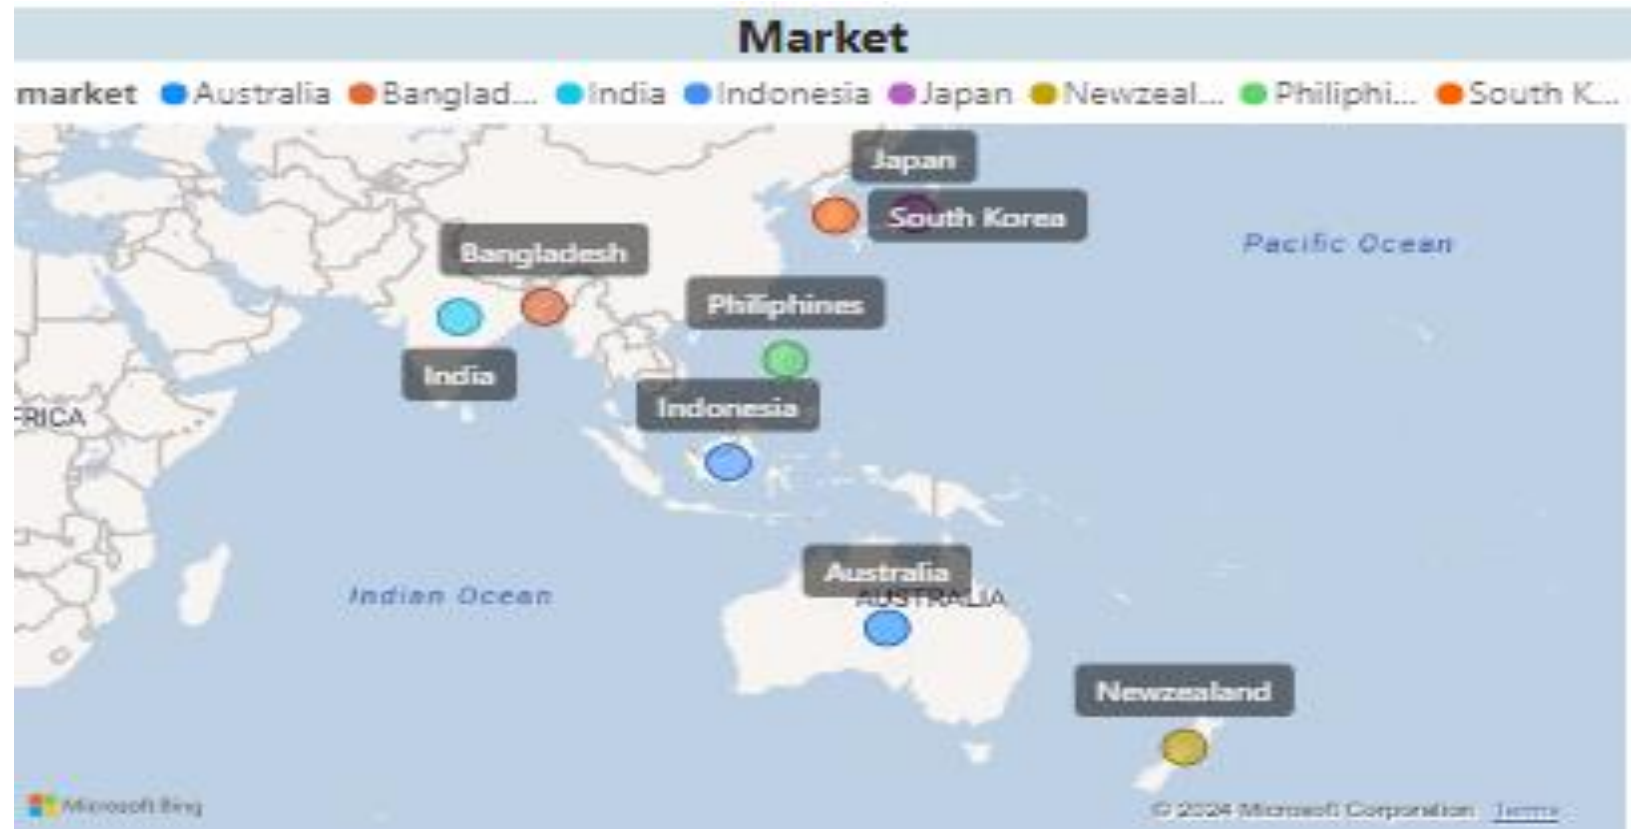 Market
market Australia Banglad... India Indonesia Japan Newzeal... Philiphi... South K...
Japan
South Korea
Pacific Ocean
Bangladesh
Philiphines
India
Indonesia
FRICA
Australia
AUSTRALIA
Indian Ocean
Newzealand
Microsoft Bing
© 2024 Microsoft Corporation Terms